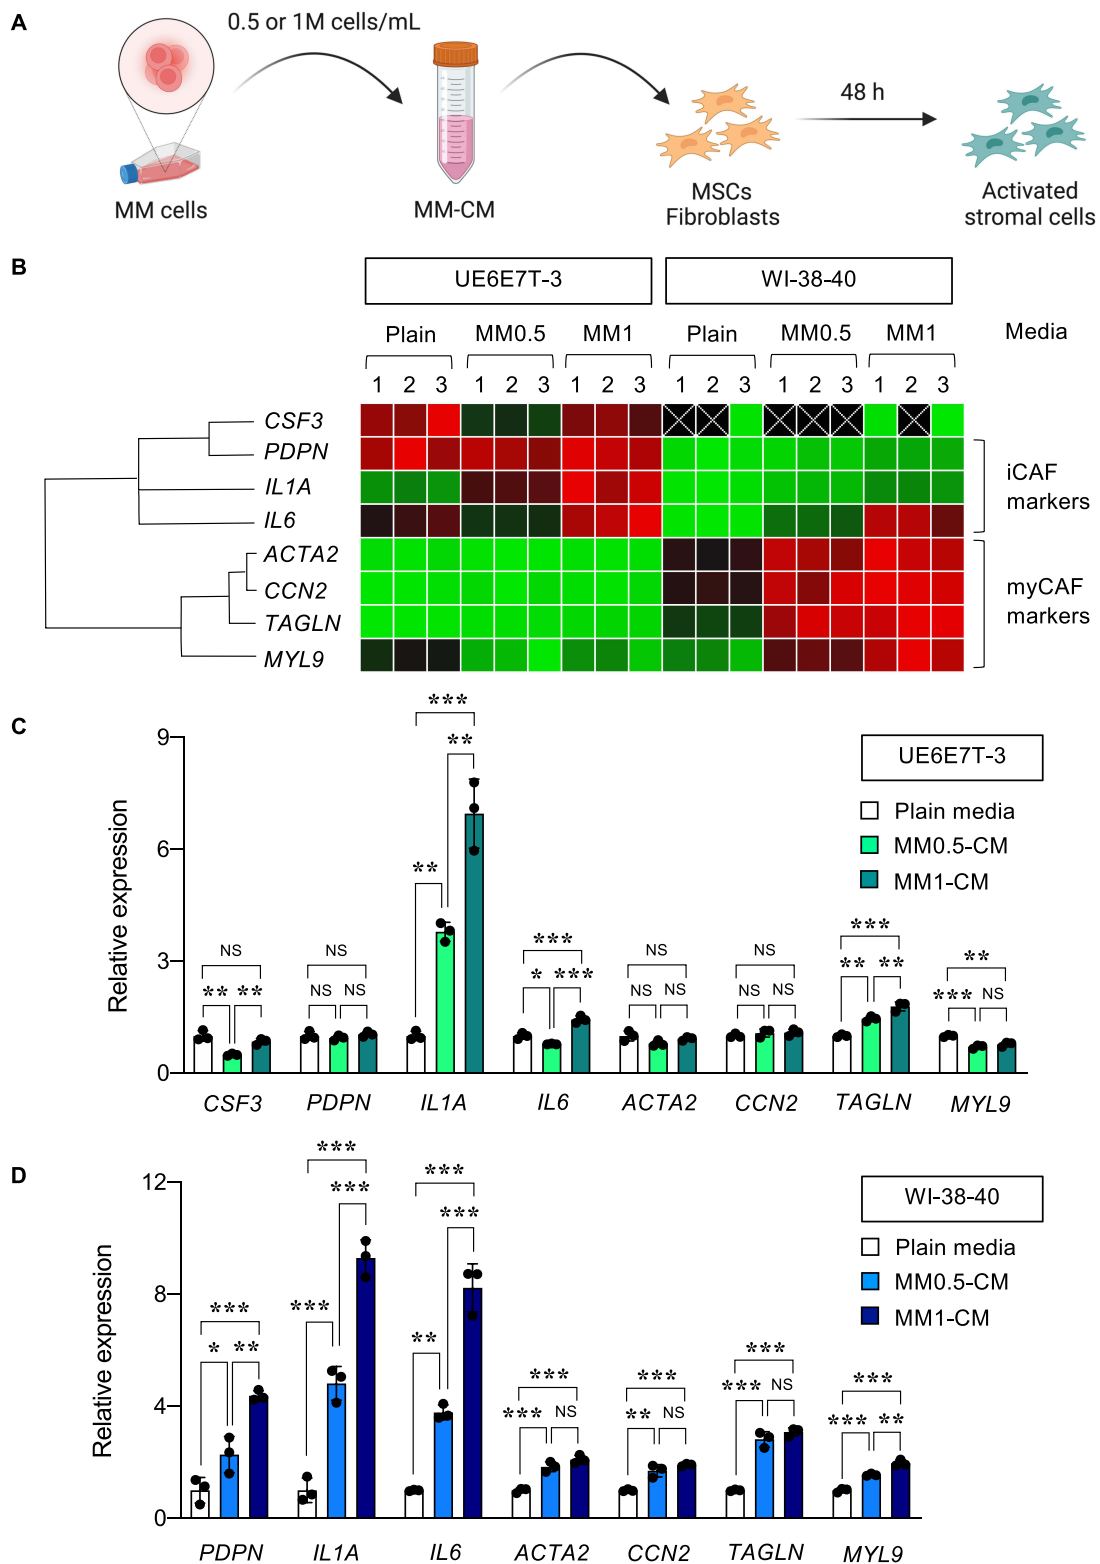 A
0.5 or 1M cells/mL
48 h
MM cells
MM-CM
MSCs
Fibroblasts
Activated
stromal cells
B
UE6E7T-3 WI-38-40
Plain MM0.5 MM1 Plain MM0.5 MM1 Media
1 2 3 1 2 3 1 2 3 1 2 3 1 2 3 1 2 3
CSF3
PDPN
IL1A
IL6
iCAF
markers
ACTA2
CCN2
TAGLN
MYL9
myCAF
markers
C
Relative expression
9
6
3
0
UE6E7T-3
Plain media
MM0.5-CM
MM1-CM
NS
** **
NS
NS NS
***
**
**
***
* ***
NS
NS NS
NS
NS NS
***
** **
**
*** NS
CSF3 PDPN IL1A IL6 ACTA2 CCN2 TAGLN MYL9
D
Relative expression
12
8
4
0
WI-38-40
Plain media
MM0.5-CM
MM1-CM
***
* **
***
***
***
***
***
**
***
*** NS
***
** NS
***
*** NS
***
*** **
PDPN IL1A IL6 ACTA2 CCN2 TAGLN MYL9